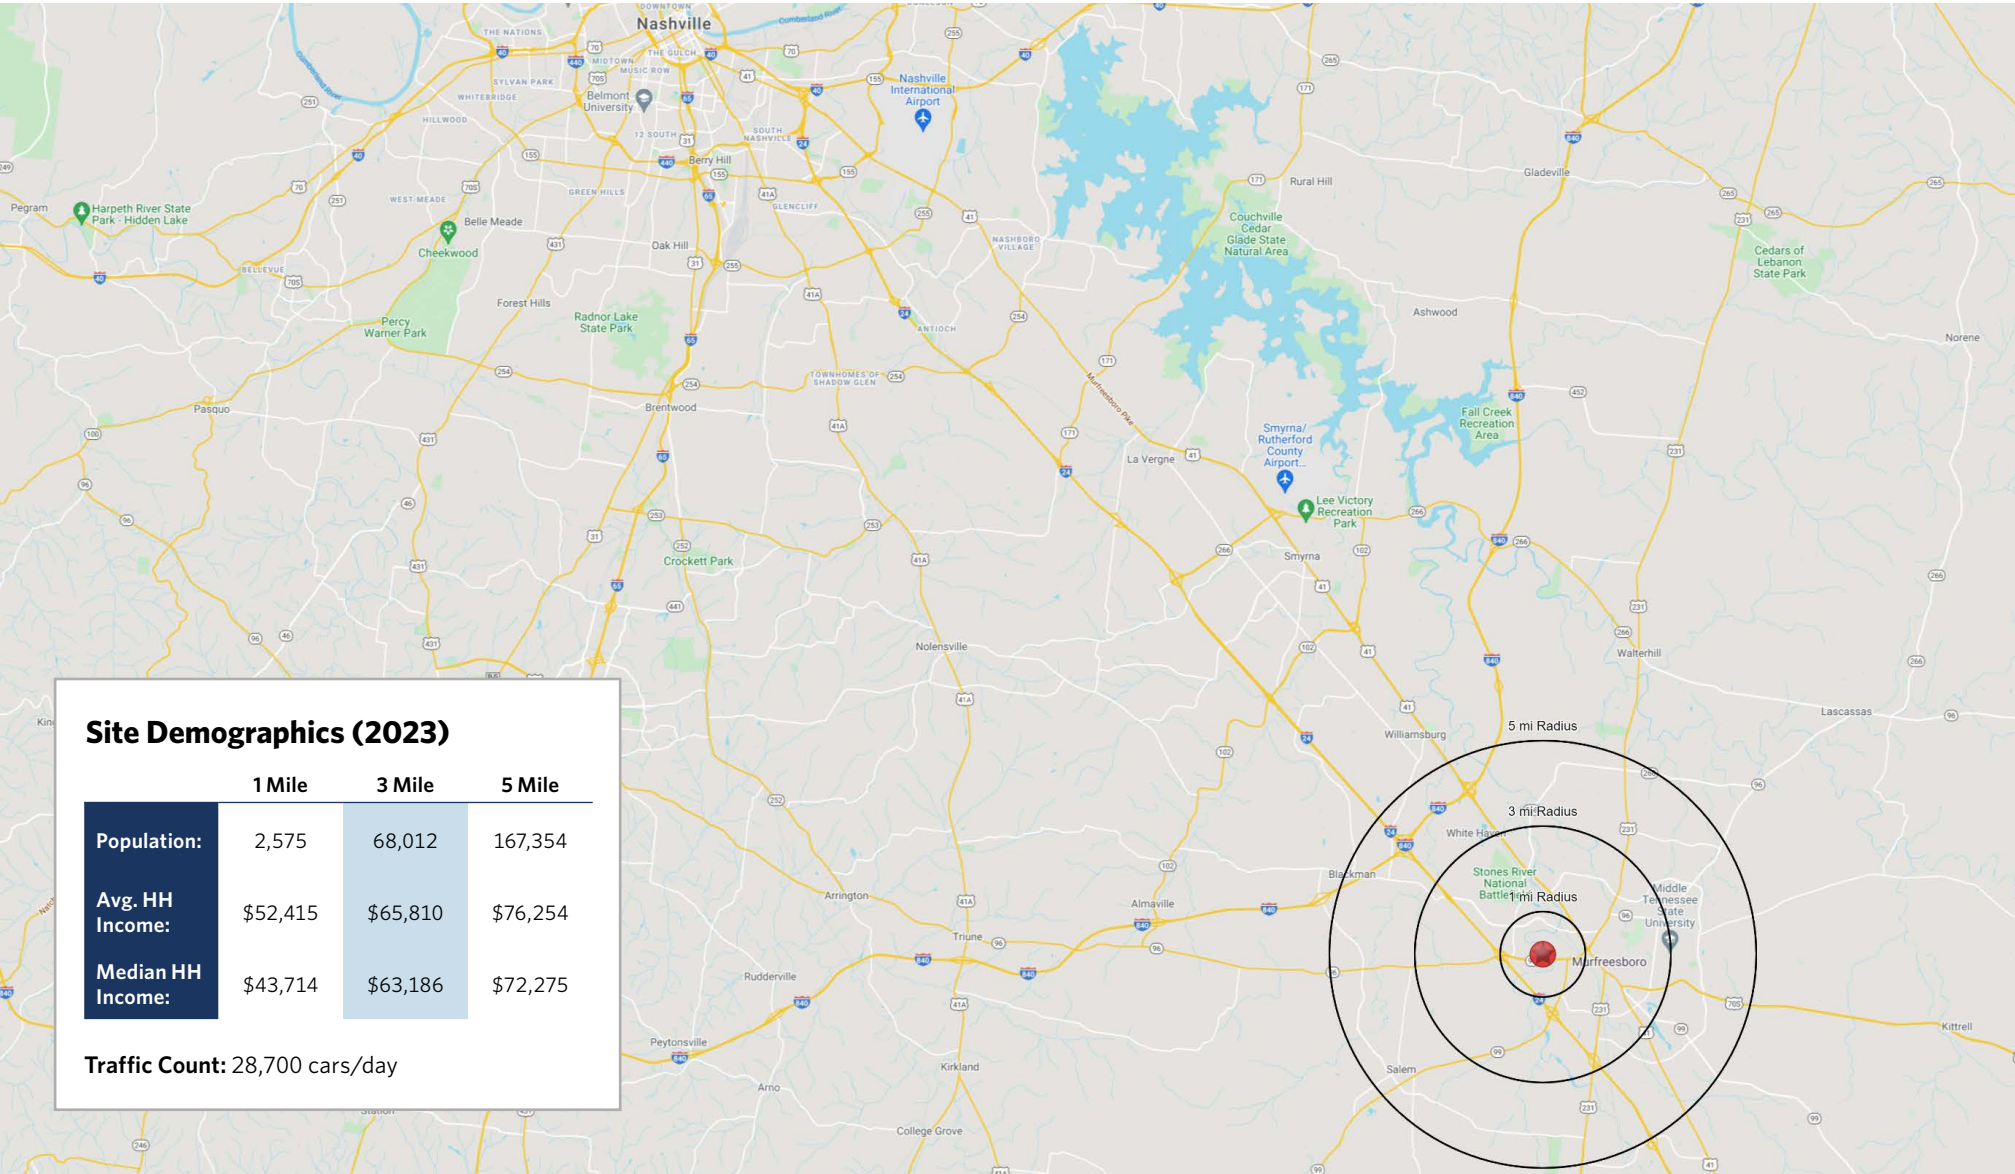 DOWNTOWN
Nashville
Cumberland River
THE NATIONS
THE GULCH
MIDTOWN
MUSIC ROW
SYLVAN PARK
WHITEBRIDGE
Belmont
University
Nashville
International
Airport
Cumberland River
HILLWOOD
12 SOUTH
SOUTH
NASHVILLE
Berry Hill
WEST MEADE
GREEN HILLS
GLENCLIFF
Rural Hill
Gladeville
Pegram
Harpeth River State
Park - Hidden Lake
Belle Meade
Cheekwood
Oak Hill
NASHBORO
VILLAGE
Couchville
Cedar
Glade State
Natural Area
Cedars of
Lebanon
State Park
BELLEVUE
Forest Hills
Percy
Warner Park
Radnor Lake
State Park
ANTIOCH
Ashwood
Norene
TOWNHOMES OF
SHADOW GLEN
Murfreesboro Pike
Pasquo
Brentwood
Fall Creek
Recreation
Area
Smyrna/
Rutherford
County
Airport...
La Vergne
Lee Victory
Recreation
Park
Smyrna
Crockett Park
Nolensville
Walterhill
Lascassas
Williamsburg
5 mi Radius
3 mi Radius
White Haven
Blackman
Stones River
National
1 mi Radius
Middle
Tennessee
State
University
Murfreesboro
Arrington
Almaville
Triune
Rudderville
Peytonsville
Arno
Kirkland
College Grove
Salem
Kittrell
Site Demographics (2023)
1 Mile 3 Mile 5 Mile
Population: 2,575 68,012 167,354
Avg. HH
Income: $52,415 $65,810 $76,254
Median HH
Income: $43,714 $63,186 $72,275
Traffic Count: 28,700 cars/day